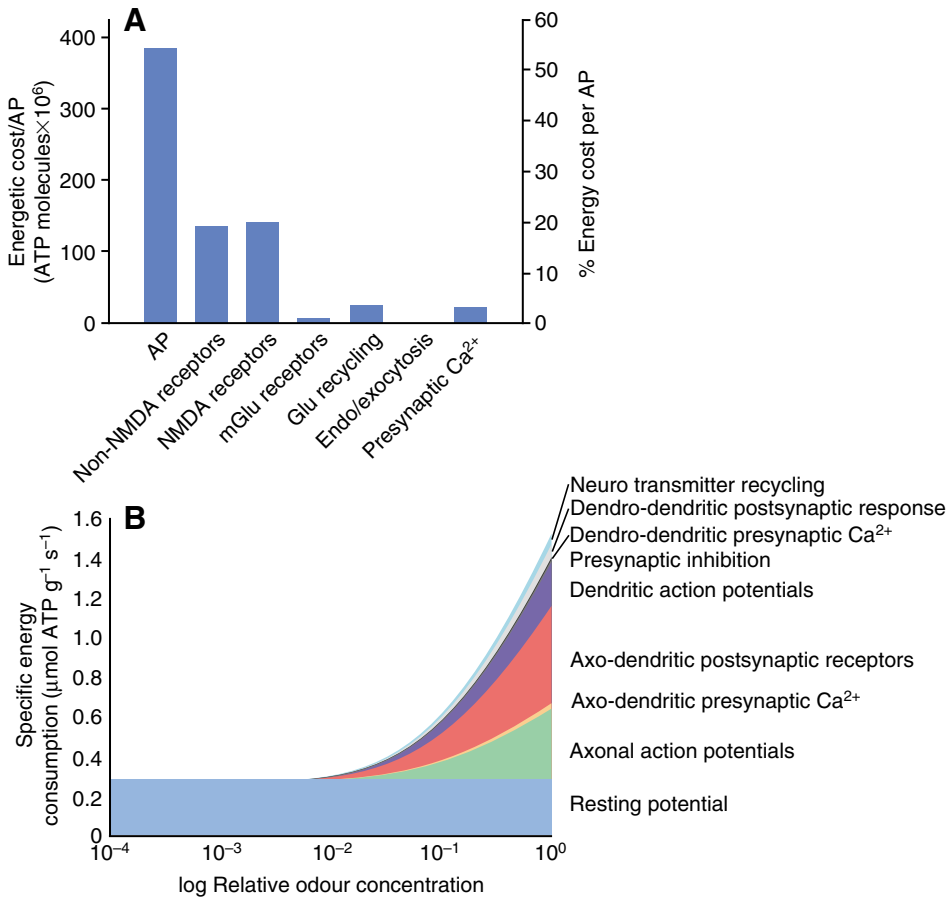 A
Energetic cost/AP
(ATP molecules×10⁶)
400
300
200
100
0
60
50
40
30
20
10
0
% Energy cost per AP
AP
Non-NMDA receptors
NMDA receptors
mGlu receptors
Glu recycling
Endo/exocytosis
Presynaptic Ca²⁺
B
Specific energy
consumption (μmol ATP g⁻¹ s⁻¹)
1.6
1.4
1.2
1.0
0.8
0.6
0.4
0.2
0
10⁻⁴
10⁻³
10⁻²
10⁻¹
10⁰
log Relative odour concentration
Neuro transmitter recycling
Dendro-dendritic postsynaptic response
Dendro-dendritic presynaptic Ca²⁺
Presynaptic inhibition
Dendritic action potentials
Axo-dendritic postsynaptic receptors
Axo-dendritic presynaptic Ca²⁺
Axonal action potentials
Resting potential